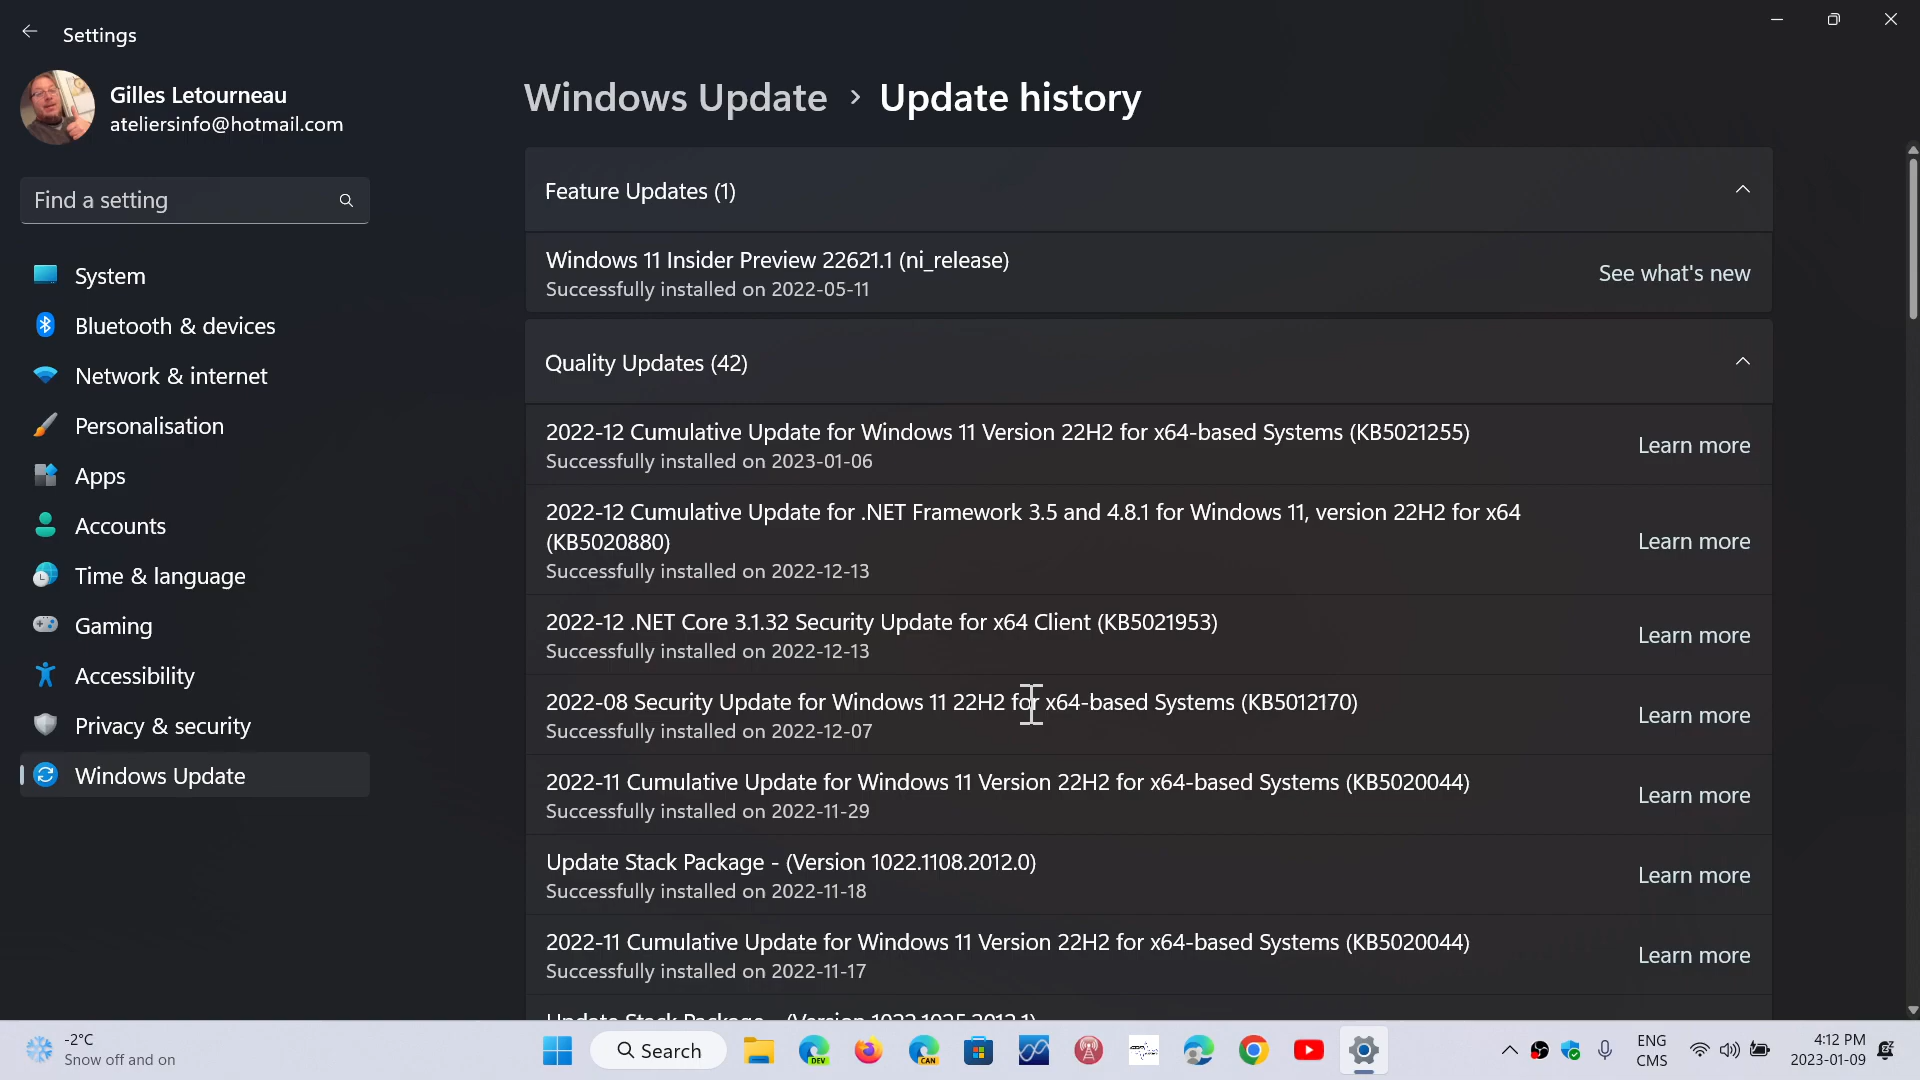 Settings
Gilles Letourneau
ateliersinfo@hotmail.com
Find a setting
System
Bluetooth & devices
Network & internet
Personalisation
Apps
Accounts
Time & language
Gaming
Accessibility
Privacy & security
Windows Update
Windows Update > Update history
Feature Updates (1)
Windows 11 Insider Preview 22621.1 (ni_release)
Successfully installed on 2022-05-11
See what's new
Quality Updates (42)
2022-12 Cumulative Update for Windows 11 Version 22H2 for x64-based Systems (KB5021255)
Successfully installed on 2023-01-06
Learn more
2022-12 Cumulative Update for .NET Framework 3.5 and 4.8.1 for Windows 11, version 22H2 for x64
(KB5020880)
Successfully installed on 2022-12-13
Learn more
2022-12 .NET Core 3.1.32 Security Update for x64 Client (KB5021953)
Successfully installed on 2022-12-13
Learn more
2022-08 Security Update for Windows 11 22H2 for x64-based Systems (KB5012170)
Successfully installed on 2022-12-07
Learn more
2022-11 Cumulative Update for Windows 11 Version 22H2 for x64-based Systems (KB5020044)
Successfully installed on 2022-11-29
Learn more
Update Stack Package - (Version 1022.1108.2012.0)
Successfully installed on 2022-11-18
Learn more
2022-11 Cumulative Update for Windows 11 Version 22H2 for x64-based Systems (KB5020044)
Successfully installed on 2022-11-17
Learn more
Update Stack Package - (Version 1022.1025.2012.1)
-2°C
Snow off and on
Search
DEV
CAN
ENG
CMS
4:12 PM
2023-01-09